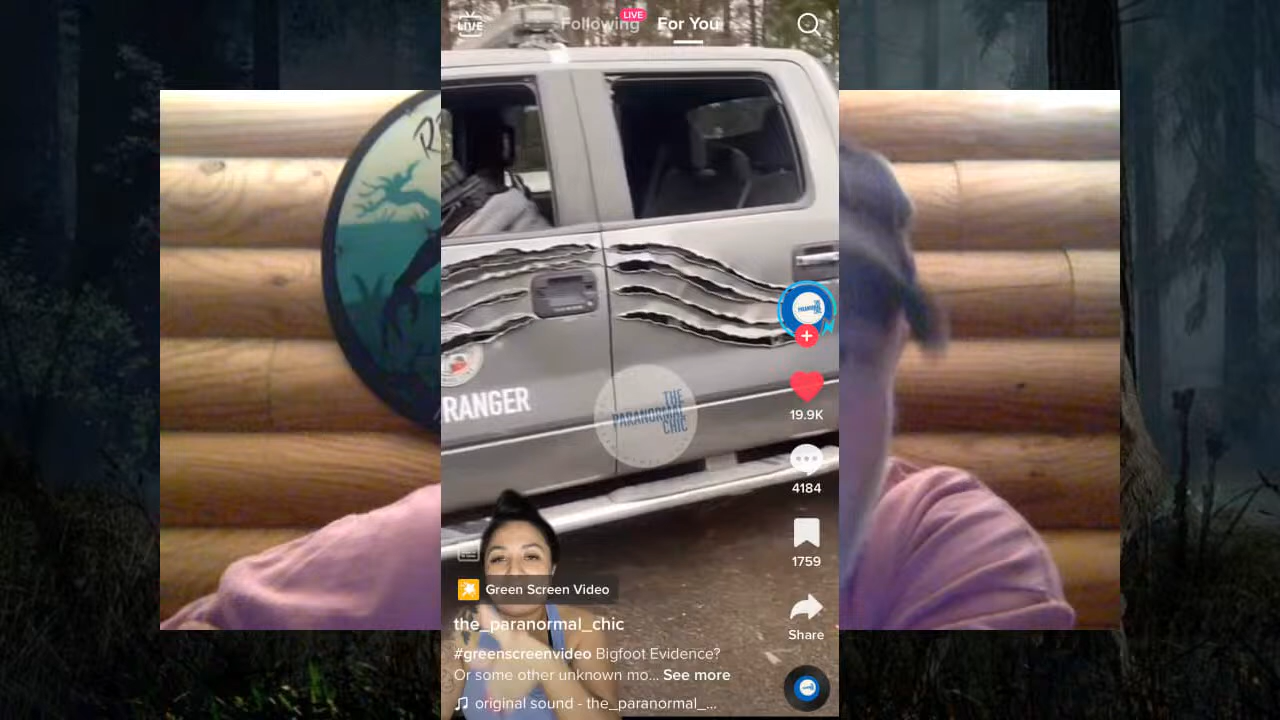 LIVE
Following
LIVE
For You
R
RANGER
THE
PARANORMAL
CHIC
19.9K
4184
1759
Share
Green Screen Video
the_paranormal_chic
#greenscreenvideo Bigfoot Evidence?
Or some other unknown mo... See more
original sound - the_paranormal_...